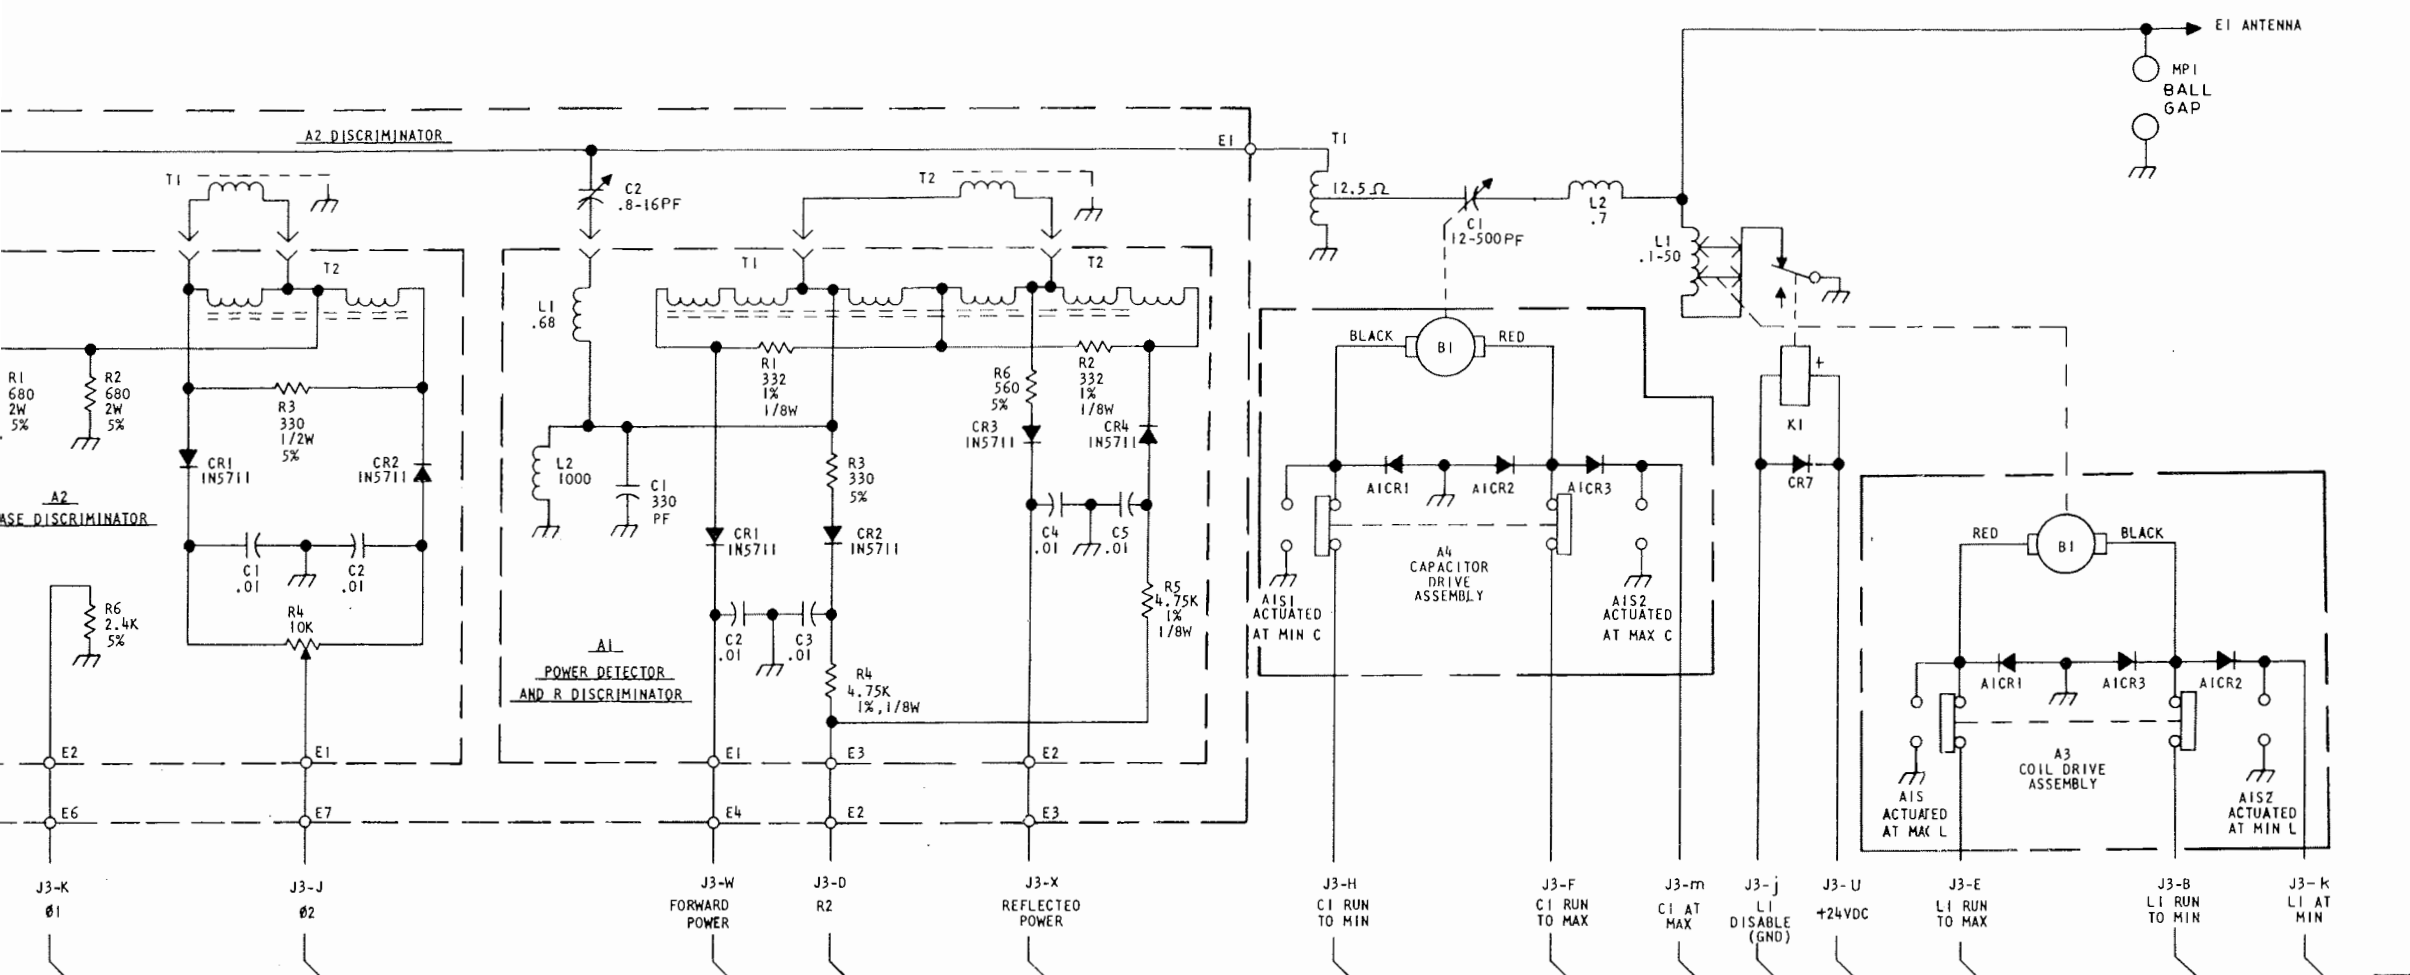 E1 ANTENNA
MP1
BALL
GAP
A2 DISCRIMINATOR
E1
T1
T1
C2
.8-16PF
T2
12.5Ω
C1
12-500PF
L2
.7
L1
.1-50
T2
T1
T2
L1
.68
BLACK
B1
RED
+
K1
R1
680
2W
5%
R2
680
2W
5%
R3
330
1/2W
5%
R1
332
1%
1/8W
R6
560
5%
R2
332
1%
1/8W
CR3
IN5711
CR4
IN5711
CR1
IN5711
CR2
IN5711
L2
1000
C1
330
PF
R3
330
5%
A1CR1
A1CR2
A1CR3
CR7
A2
ASE DISCRIMINATOR
CR1
IN5711
CR2
IN5711
C4
.01
C5
.01
RED
B1
BLACK
C1
.01
C2
.01
A4
CAPACITOR
DRIVE
ASSEMBLY
R6
2.4K
5%
R4
10K
R5
4.75K
1%
1/8W
A1S1
ACTUATED
AT MIN C
A1S2
ACTUATED
AT MAX C
C2
.01
C3
.01
A1
POWER DETECTOR
AND R DISCRIMINATOR
R4
4.75K
1%,1/8W
A1CR1
A1CR3
A1CR2
E2
E1
E1
E3
E2
A3
COIL DRIVE
ASSEMBLY
A1S
ACTUATED
AT MAX L
A1S2
ACTUATED
AT MIN L
E6
E7
E4
E2
E3
J3-K
Ø1
J3-J
Ø2
J3-W
FORWARD
POWER
J3-D
R2
J3-X
REFLECTED
POWER
J3-H
C1 RUN
TO MIN
J3-F
C1 RUN
TO MAX
J3-m
C1 AT
MAX
J3-j
L1
DISABLE
(GND)
J3-U
+24VDC
J3-E
L1 RUN
TO MAX
J3-B
L1 RUN
TO MIN
J3-k
L1 AT
MIN